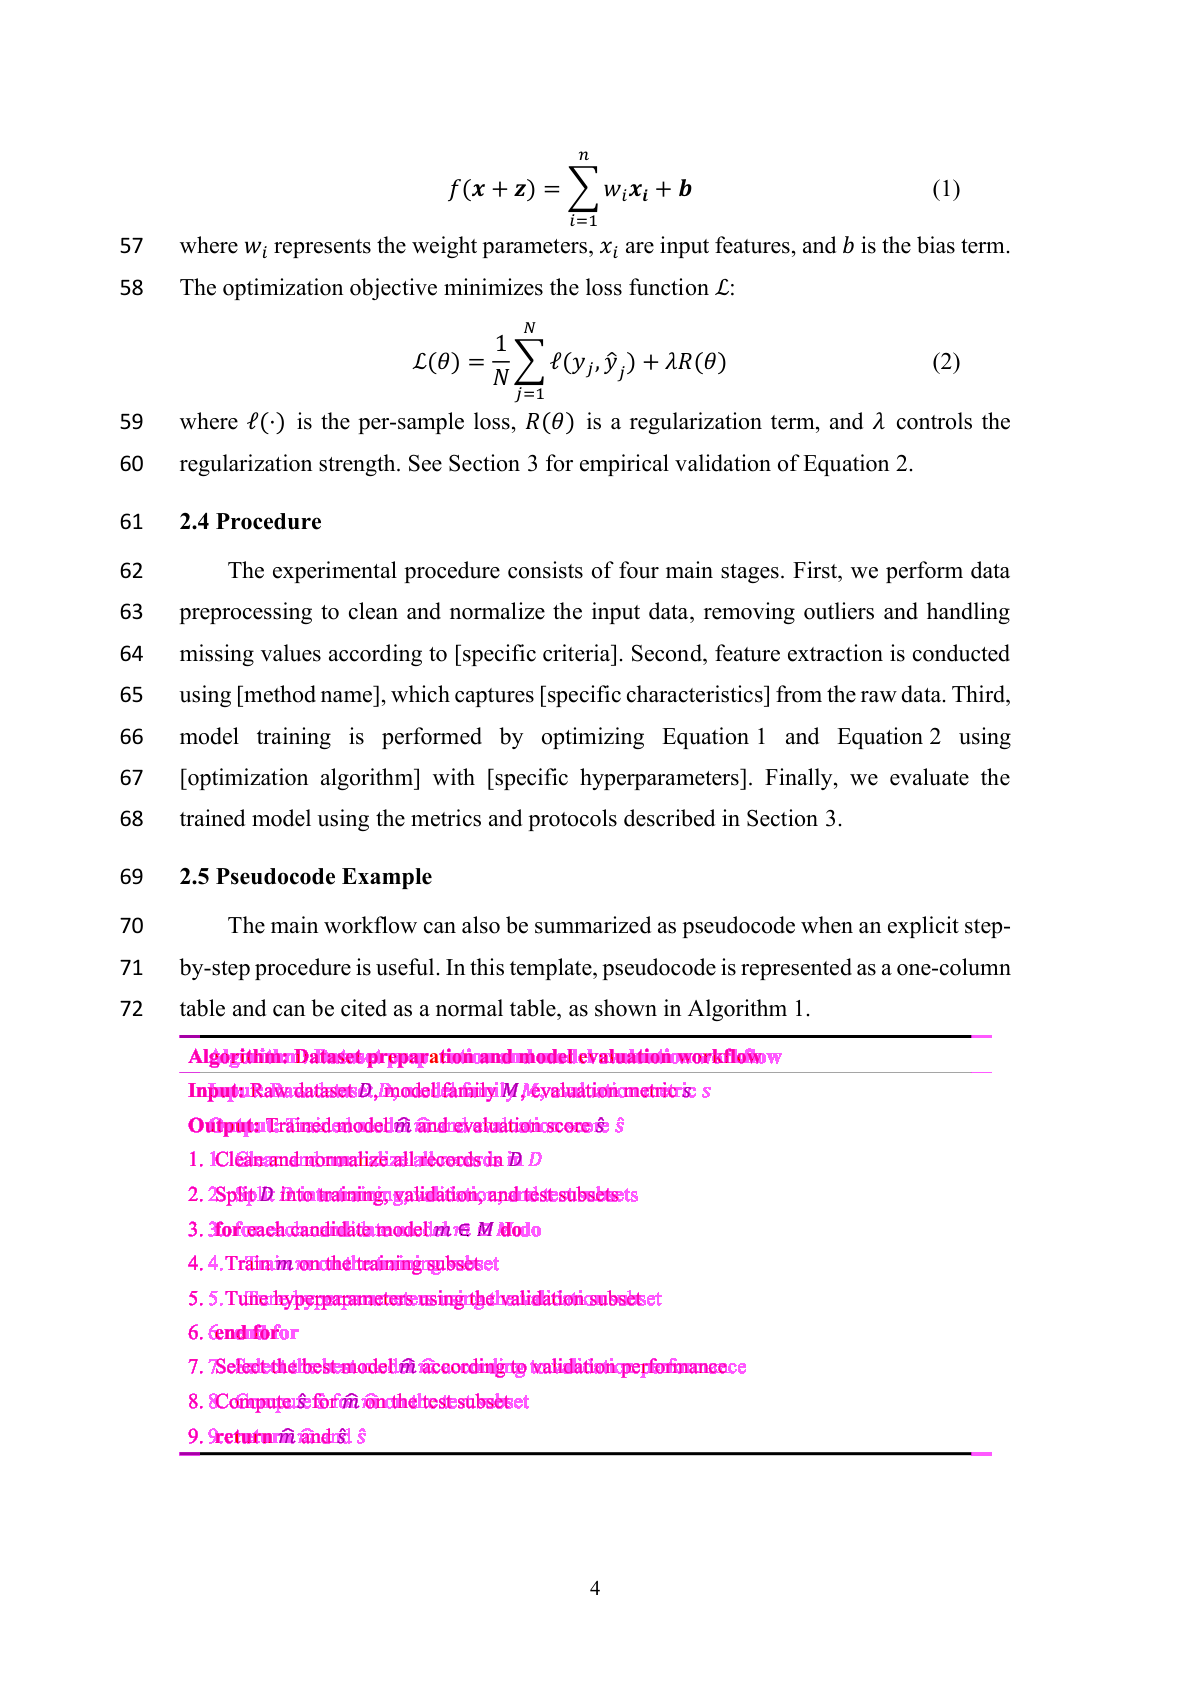 f(x + z) = ∑_{i=1}^{n} w_i x_i + b (1)
57 where w_i represents the weight parameters, x_i are input features, and b is the bias term.
58 The optimization objective minimizes the loss function ℒ:
ℒ(θ) = 1/N ∑_{j=1}^{N} ℓ(y_j, ŷ_j) + λR(θ) (2)
59 where ℓ(·) is the per-sample loss, R(θ) is a regularization term, and λ controls the
60 regularization strength. See Section 3 for empirical validation of Equation 2.
61 2.4 Procedure
62 The experimental procedure consists of four main stages. First, we perform data
63 preprocessing to clean and normalize the input data, removing outliers and handling
64 missing values according to [specific criteria]. Second, feature extraction is conducted
65 using [method name], which captures [specific characteristics] from the raw data. Third,
66 model training is performed by optimizing Equation 1 and Equation 2 using
67 [optimization algorithm] with [specific hyperparameters]. Finally, we evaluate the
68 trained model using the metrics and protocols described in Section 3.
69 2.5 Pseudocode Example
70 The main workflow can also be summarized as pseudocode when an explicit step-
71 by-step procedure is useful. In this template, pseudocode is represented as a one-column
72 table and can be cited as a normal table, as shown in Algorithm 1.
Algorithm: Dataset preparation and model evaluation workflow
Input: Raw dataset D, model family M, evaluation metric s
Output: Trained model m̂ and evaluation score ŝ
1. Clean and normalize all records in D
2. Split D into training, validation, and test subsets
3. for each candidate model m ∈ M do
4. Train m on the training subset
5. Tune hyperparameters using the validation subset
6. end for
7. Select the best model m̂ according to validation performance
8. Compute ŝ for m̂ on the test subset
9. return m̂ and ŝ
4